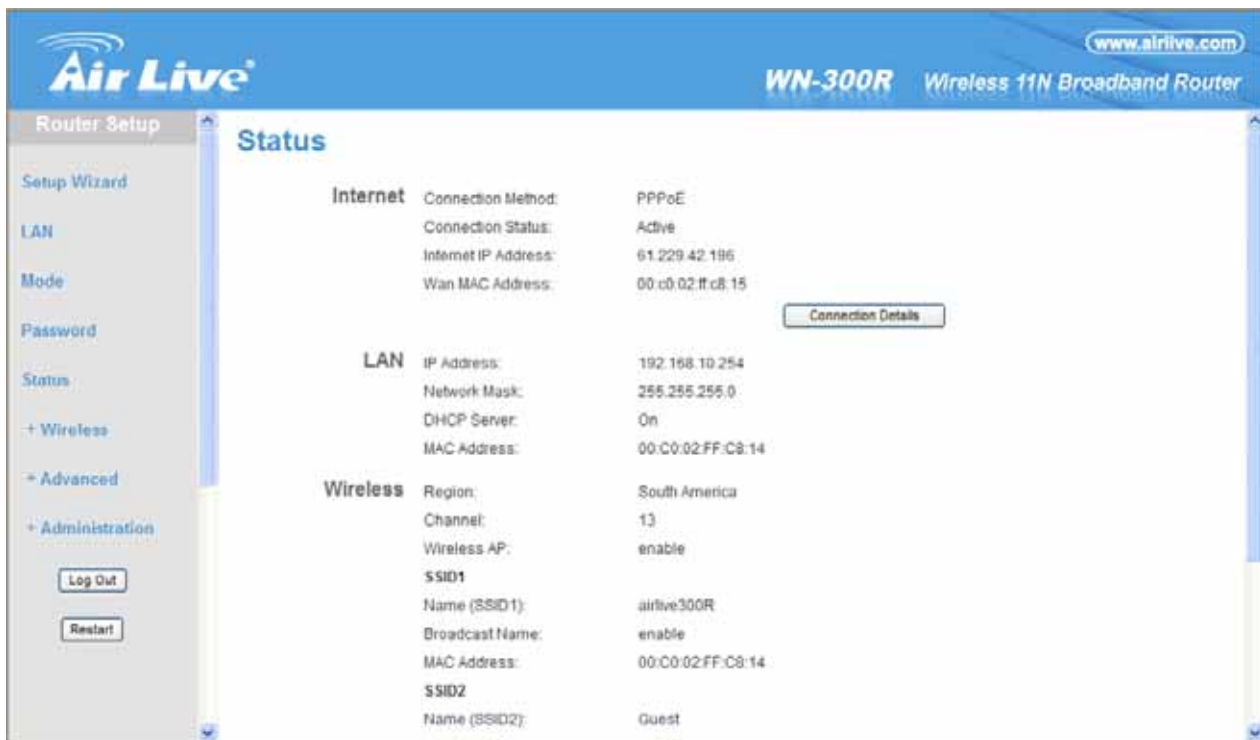 Air Live®
www.airlive.com
WN-300R Wireless 11N Broadband Router
Router Setup
Setup Wizard
LAN
Mode
Password
Status
+ Wireless
+ Advanced
+ Administration
Log Out
Restart
Status
Internet
Connection Method: PPPoE
Connection Status: Active
Internet IP Address: 61.229.42.196
Wan MAC Address: 00:c0:02:ff:c8:15
Connection Details
LAN
IP Address: 192.168.10.254
Network Mask: 255.255.255.0
DHCP Server: On
MAC Address: 00:C0:02:FF:C8:14
Wireless
Region: South America
Channel: 13
Wireless AP: enable
SSID1
Name (SSID1): airlive300R
Broadcast Name: enable
MAC Address: 00:C0:02:FF:C8:14
SSID2
Name (SSID2): Guest